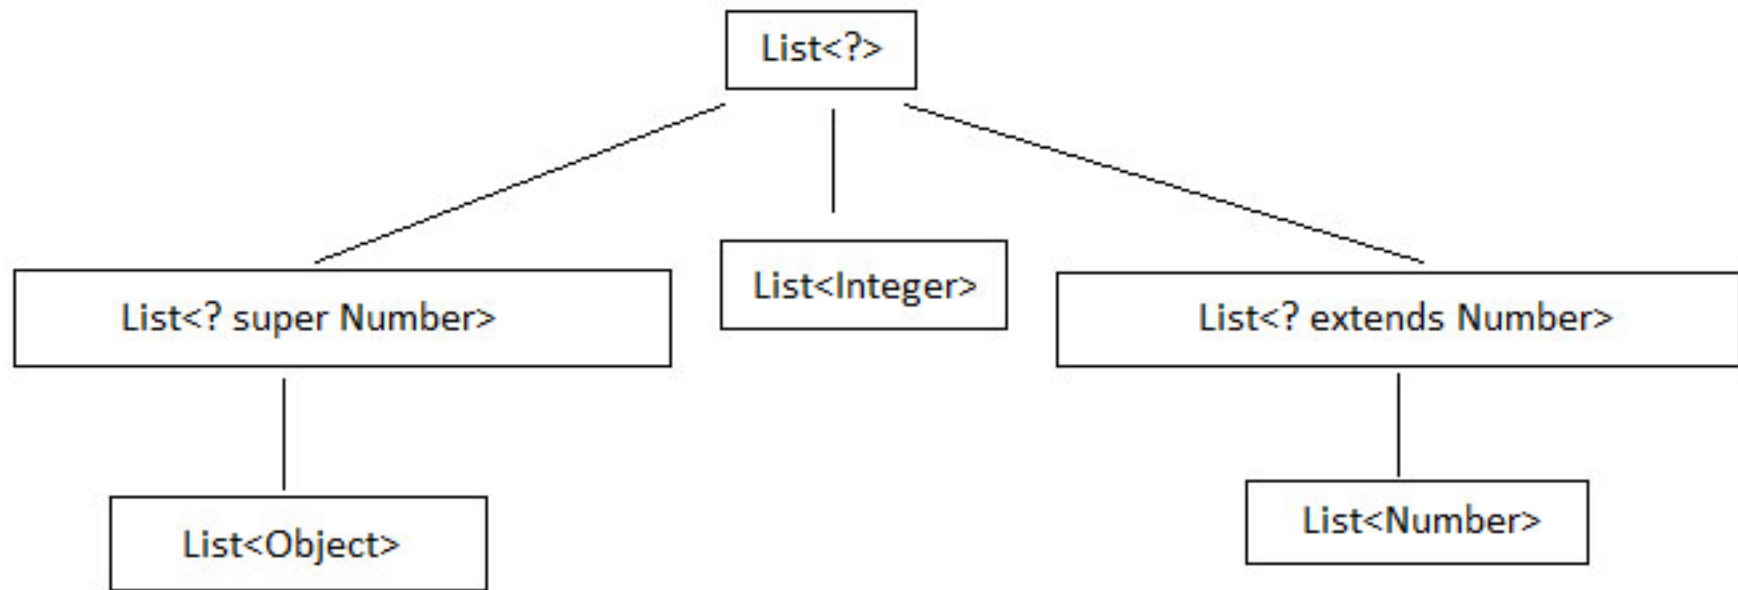 List<?>
List<? super Number>
List<Integer>
List<? extends Number>
List<Object>
List<Number>